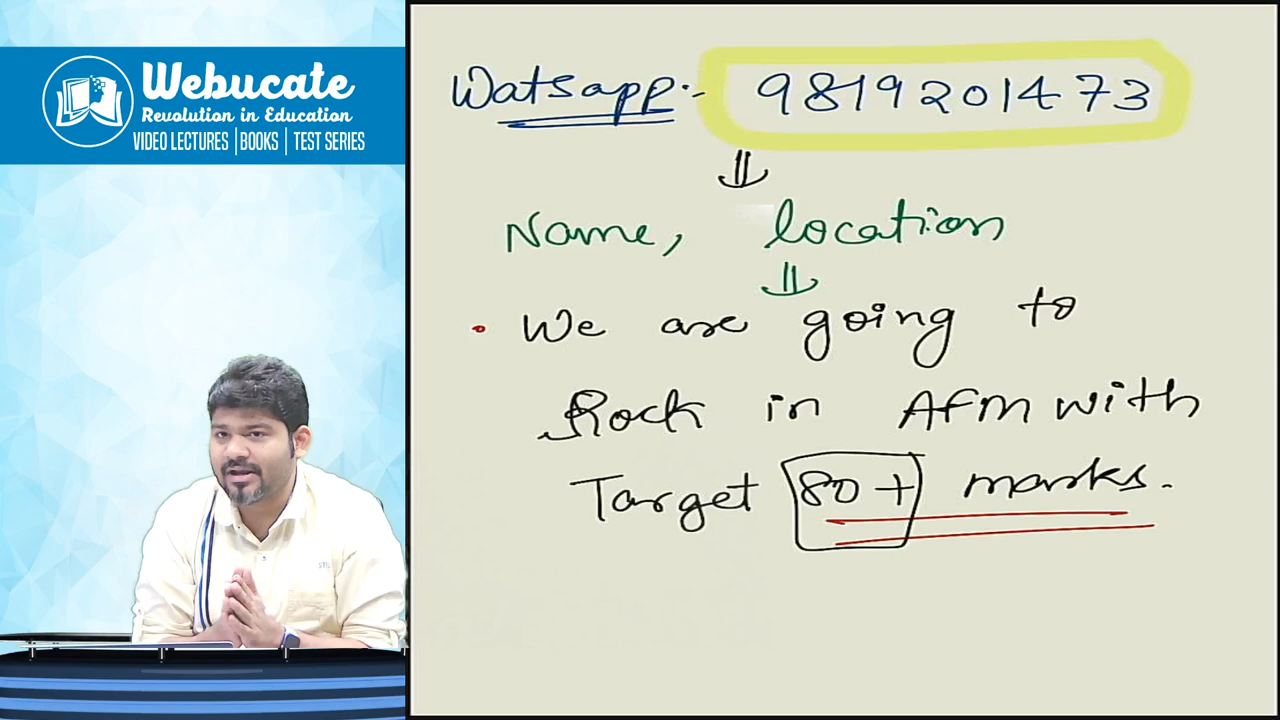 Webucate
Revolution in Education
VIDEO LECTURES | BOOKS | TEST SERIES
Watsapp:- 9819201473
Name, location
• We are going to
Rock in AFM with
Target 80+ marks.